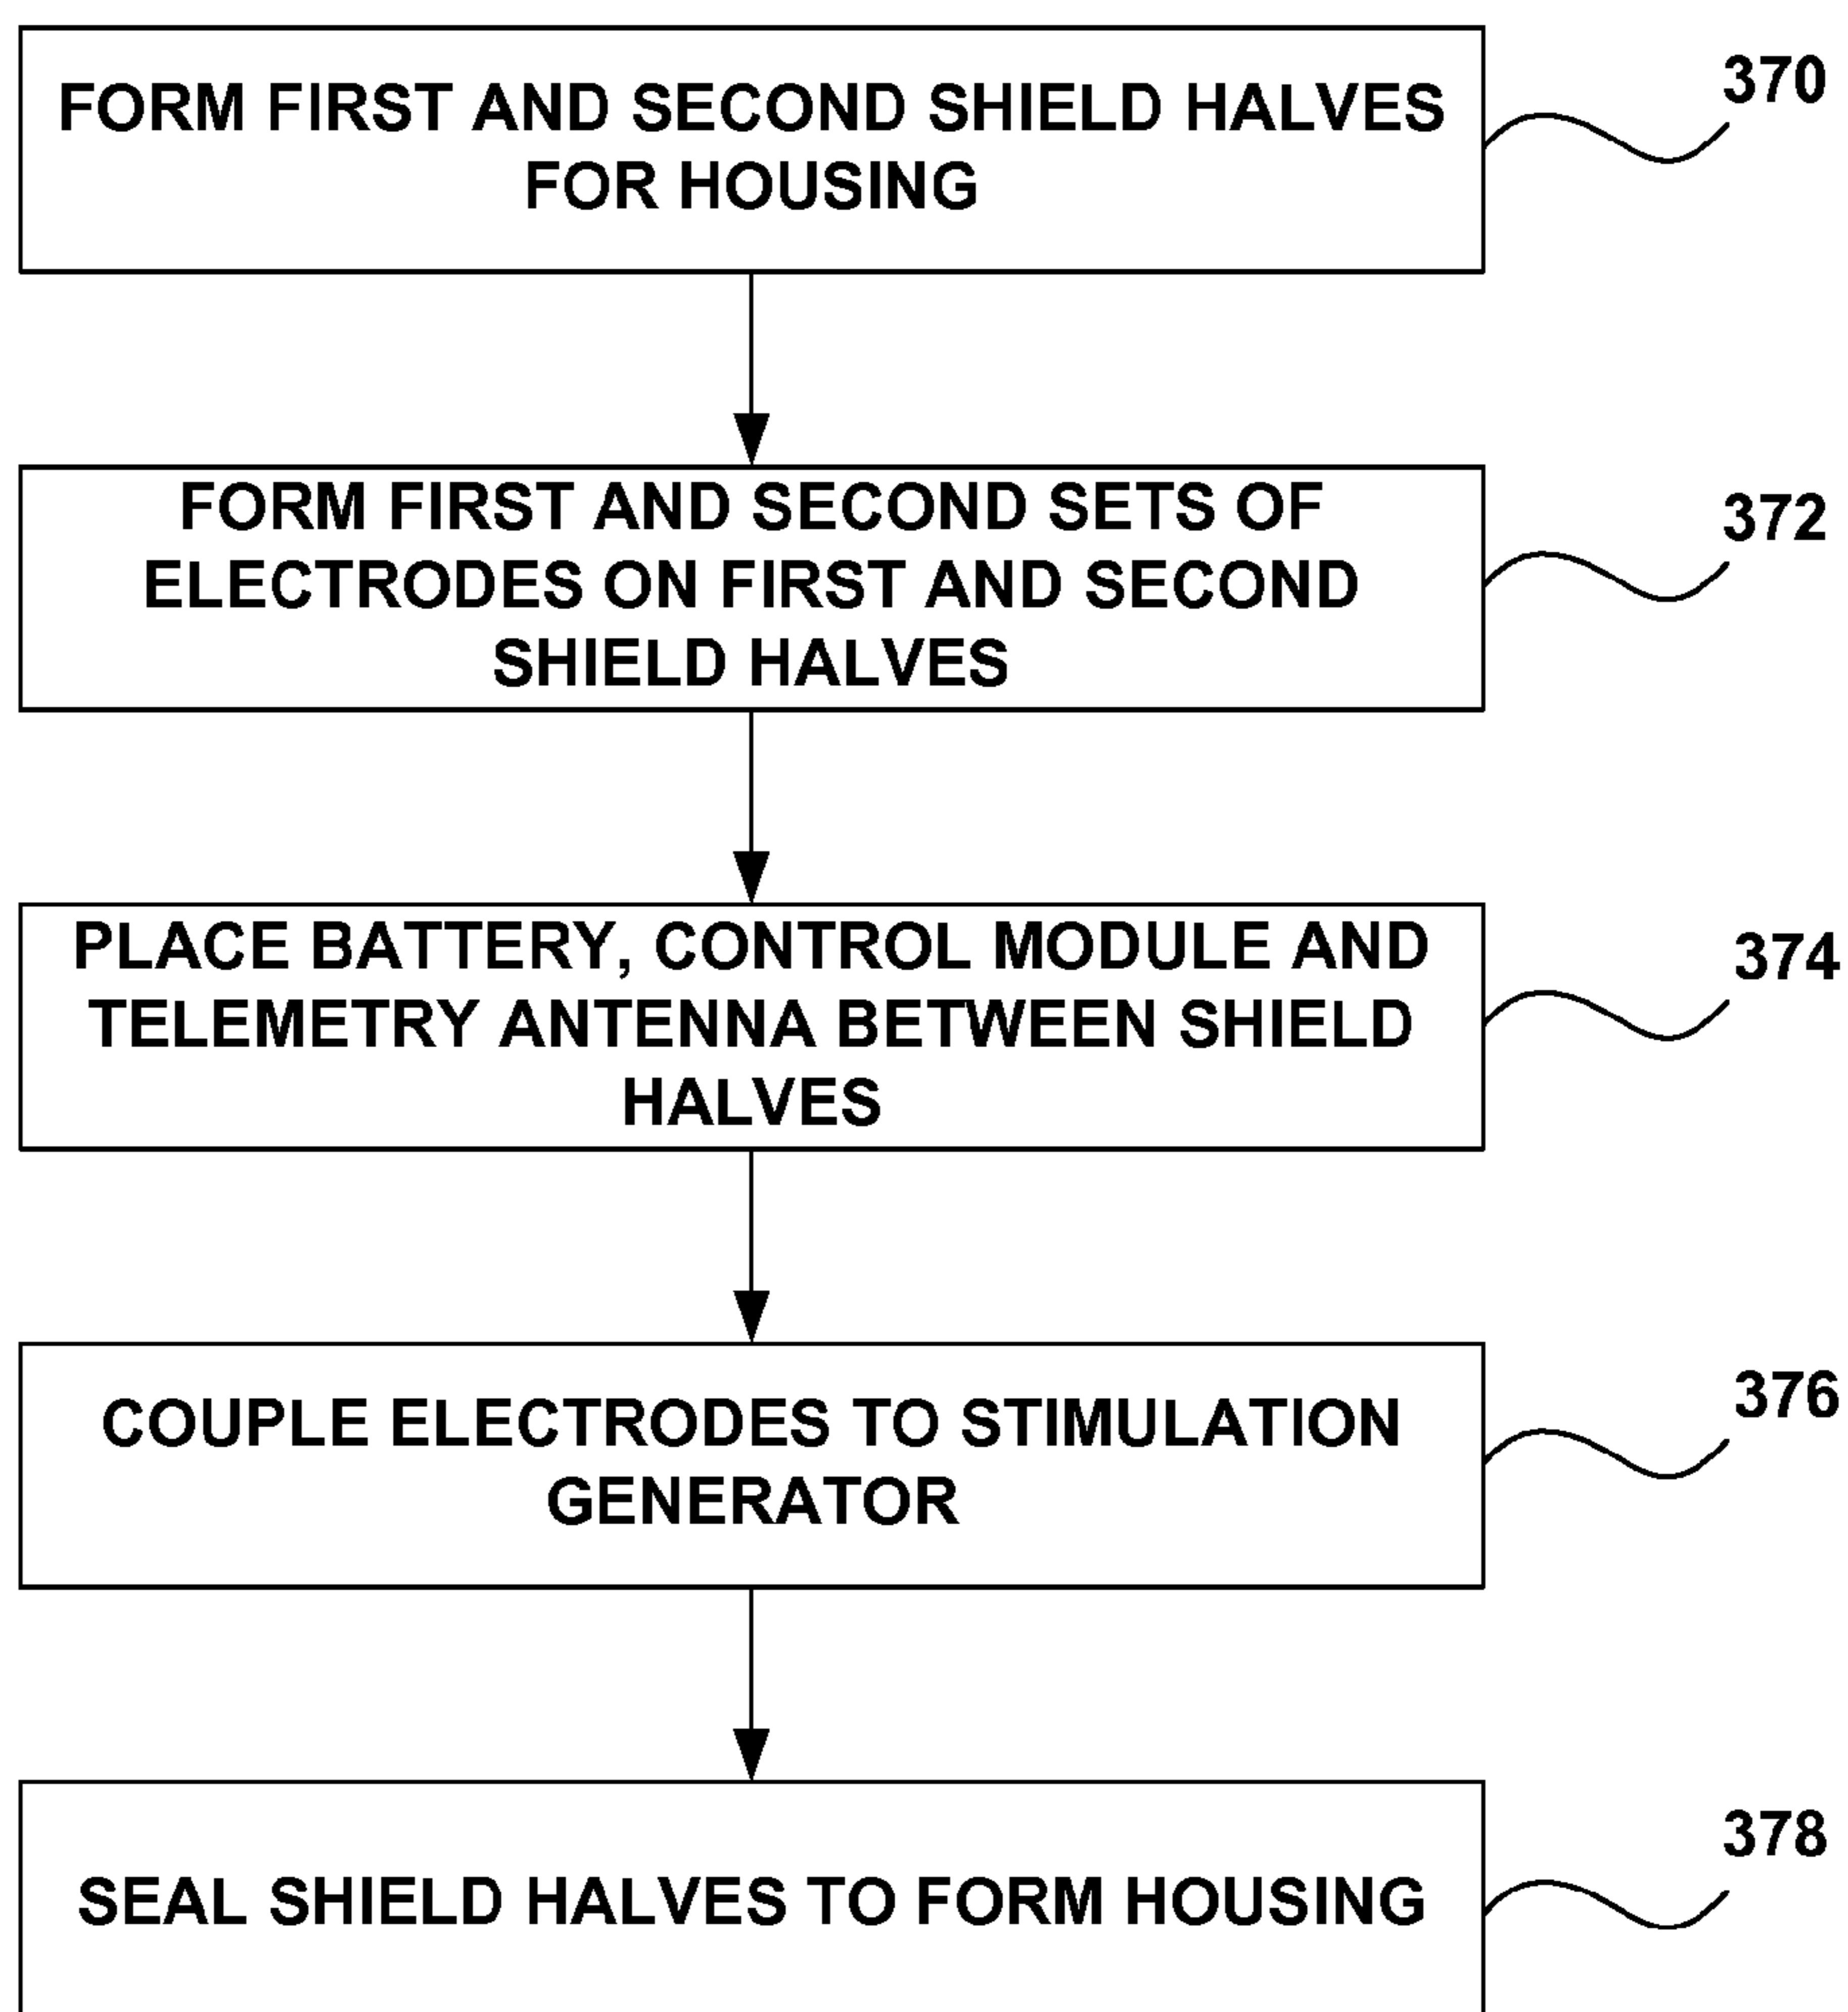 FORM FIRST AND SECOND SHIELD HALVES
FOR HOUSING
370
FORM FIRST AND SECOND SETS OF
ELECTRODES ON FIRST AND SECOND
SHIELD HALVES
372
PLACE BATTERY, CONTROL MODULE AND
TELEMETRY ANTENNA BETWEEN SHIELD
HALVES
374
COUPLE ELECTRODES TO STIMULATION
GENERATOR
376
SEAL SHIELD HALVES TO FORM HOUSING
378